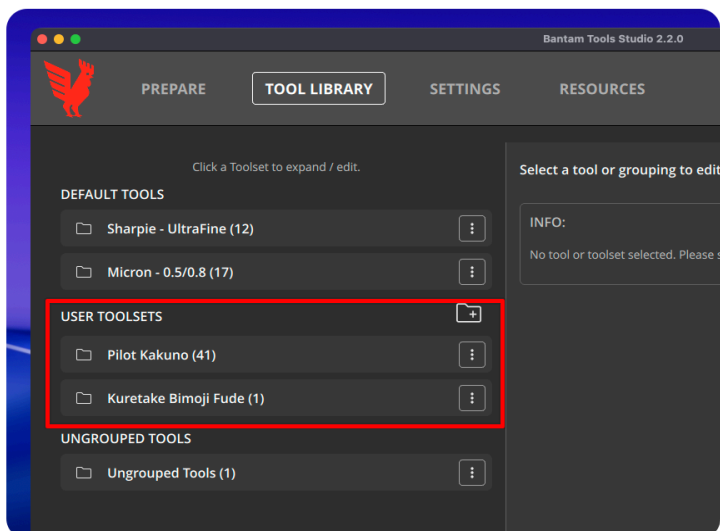 Bantam Tools Studio 2.2.0
PREPARE TOOL LIBRARY SETTINGS RESOURCES
Click a Toolset to expand / edit.
DEFAULT TOOLS
Sharpie - UltraFine (12)
Micron - 0.5/0.8 (17)
USER TOOLSETS
Pilot Kakuno (41)
Kuretake Bimoji Fude (1)
UNGROUPED TOOLS
Ungrouped Tools (1)
Select a tool or grouping to edit
INFO:
No tool or toolset selected. Please